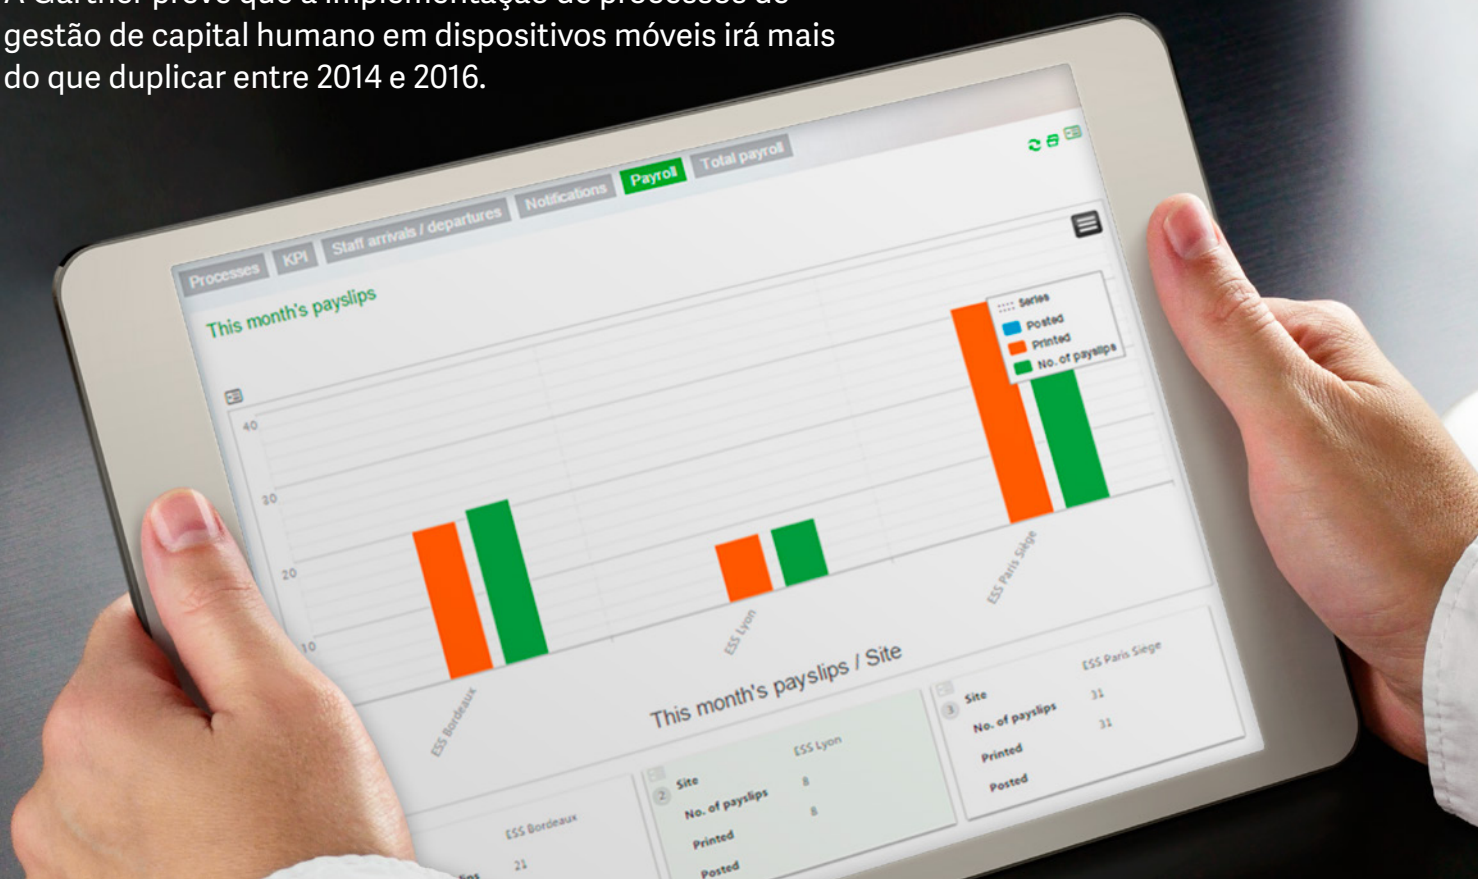 gestão de capital humano em dispositivos móveis irá mais
do que duplicar entre 2014 e 2016.
Processes
KPI
Staff arrivals / departures
Notifications
Payroll
Total payroll
This month's payslips
Series
Posted
Printed
No. of payslips
40
30
20
10
ESS Bordeaux
ESS Lyon
ESS Paris Siège
This month's payslips / Site
ESS Bordeaux
21
2 Site ESS Lyon
No. of payslips 8
Printed 8
Posted
3 Site ESS Paris Siège
No. of payslips 31
Printed 31
Posted